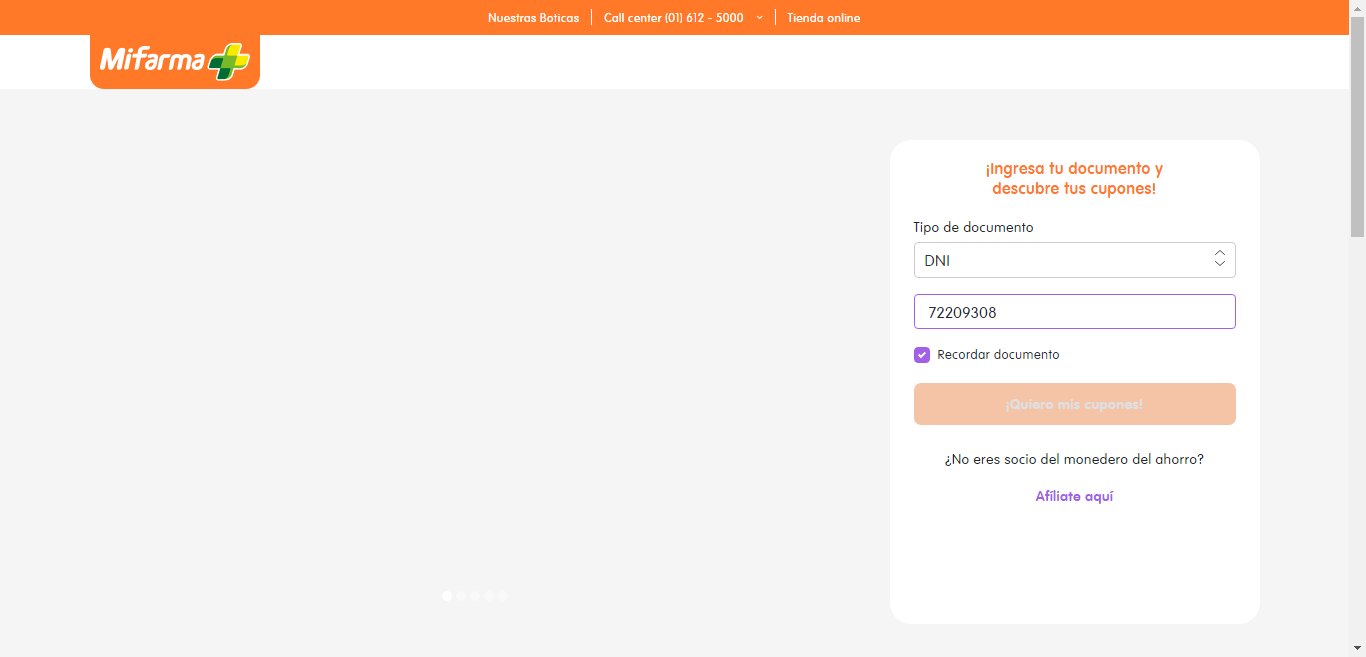 Nuestras Boticas
Call center (01) 612 - 5000
Tienda online
Mifarma
¡Ingresa tu documento y
descubre tus cupones!
Tipo de documento
DNI
72209308
Recordar documento
¡Quiero mis cupones!
¿No eres socio del monedero del ahorro?
Afíliate aquí